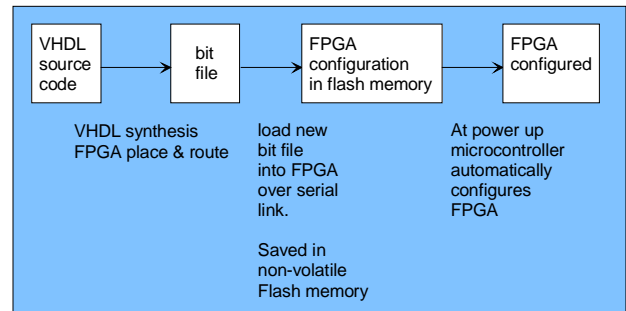 VHDL
source
code
bit
file
FPGA
configuration
in flash memory
FPGA
configured
VHDL synthesis
FPGA place & route
load new
bit file
into FPGA
over serial
link.
Saved in
non-volatile
Flash memory
At power up
microcontroller
automatically
configures
FPGA